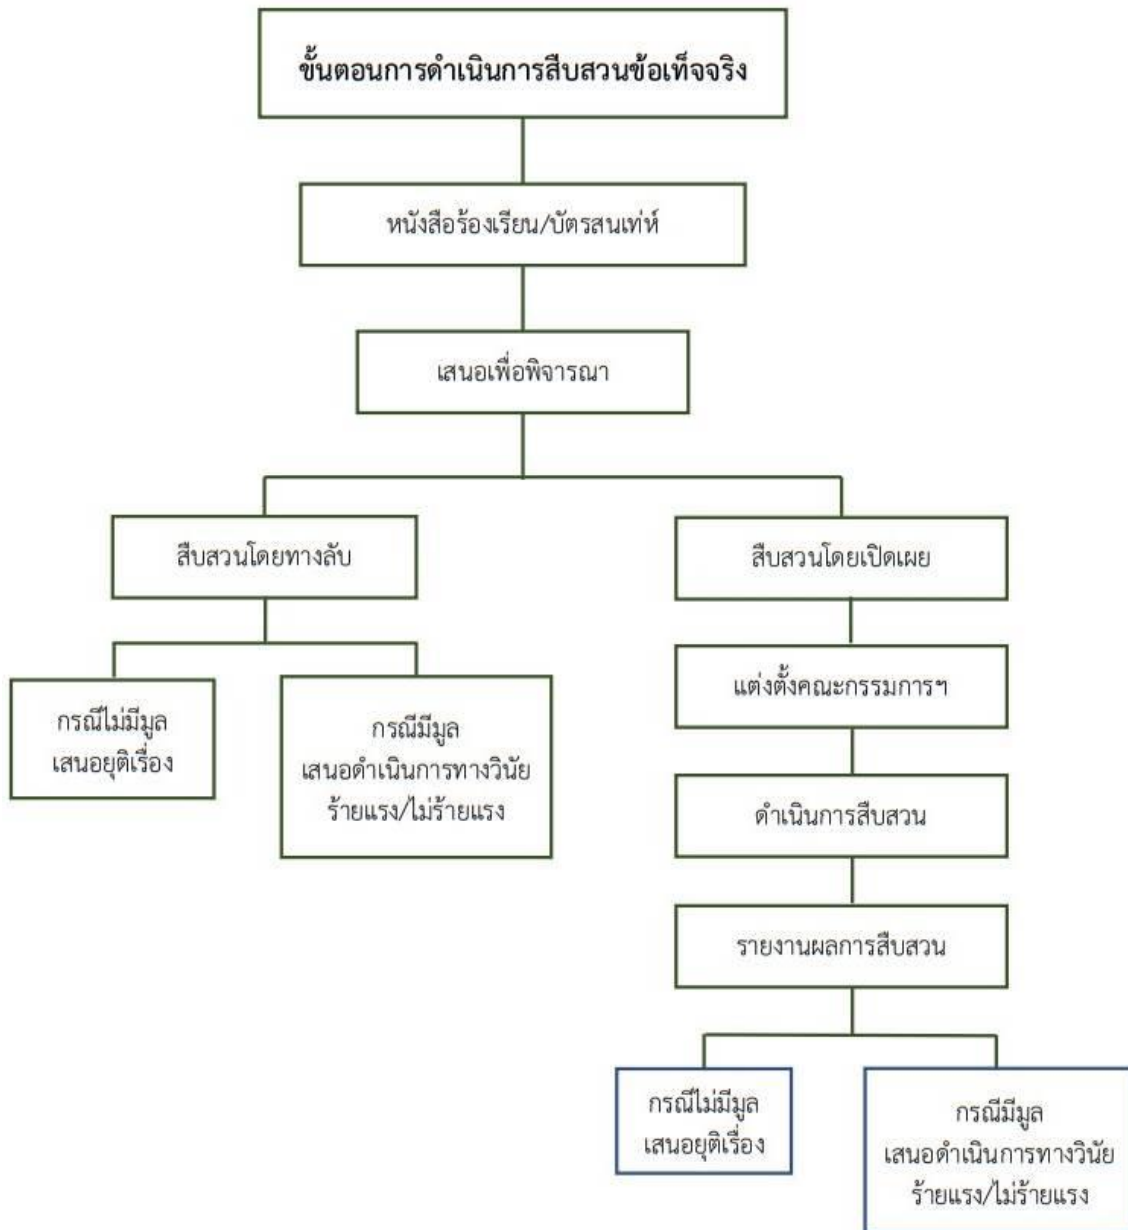 ขั้นตอนการดำเนินการสืบสวนข้อเท็จจริง
หนังสือร้องเรียน/บัตรสนเท่ห์
เสนอเพื่อพิจารณา
สืบสวนโดยทางลับ
สืบสวนโดยเปิดเผย
กรณีไม่มีมูล
เสนอยุติเรื่อง
กรณีมีมูล
เสนอดำเนินการทางวินัย
ร้ายแรง/ไม่ร้ายแรง
แต่งตั้งคณะกรรมการฯ
ดำเนินการสืบสวน
รายงานผลการสืบสวน
กรณีไม่มีมูล
เสนอยุติเรื่อง
กรณีมีมูล
เสนอดำเนินการทางวินัย
ร้ายแรง/ไม่ร้ายแรง